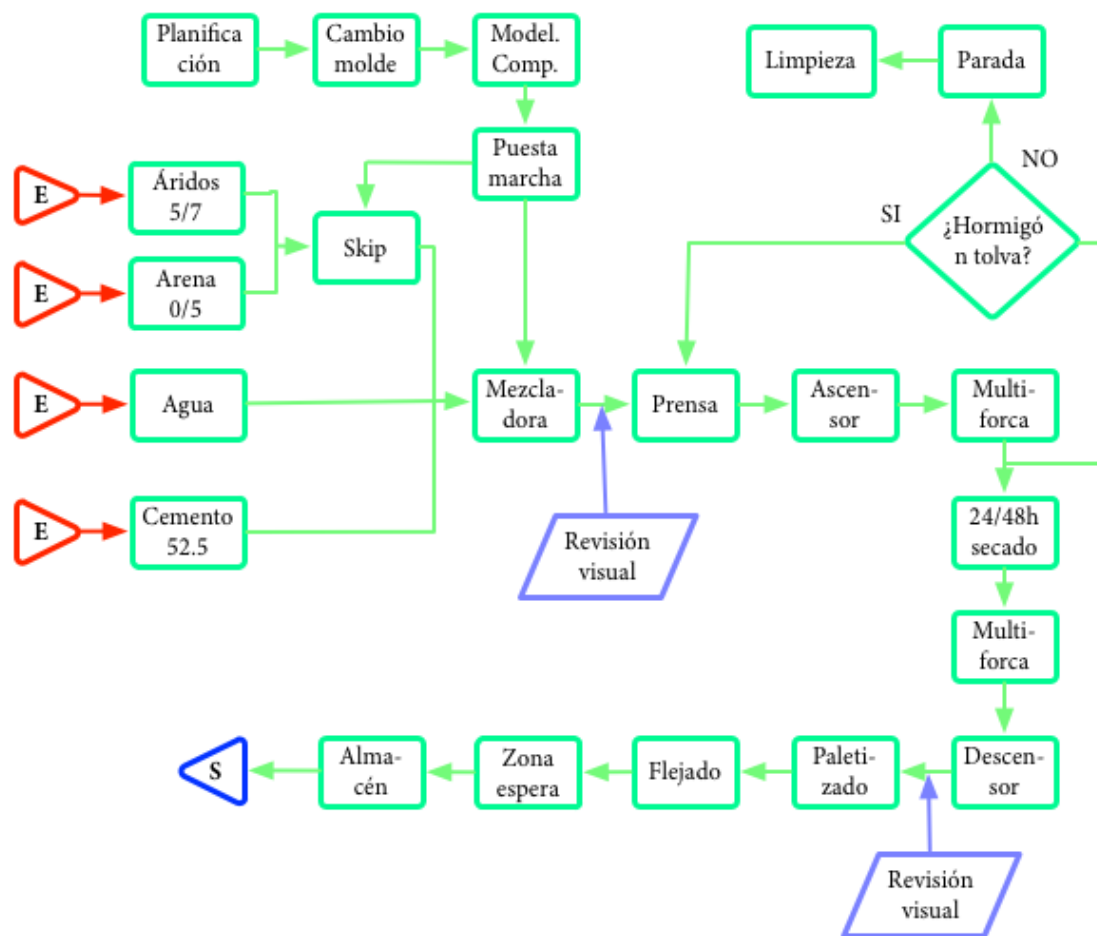 Planific
ación
Cambio
molde
Model.
Comp.
Limpieza
Parada
Puesta
marcha
NO
E
Áridos
5/7
SI
¿Hormigó
n tolva?
Skip
E
Arena
0/5
E
Agua
Mezcla-
dora
Prensa
Ascen-
sor
Multi-
forca
E
Cemento
52.5
Revisión
visual
24/48h
secado
Multi-
forca
S
Alma-
cén
Zona
espera
Flejado
Paleti-
zado
Descen-
sor
Revisión
visual